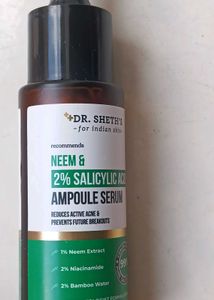 DR. SHETH'S
for indian skin
recommends
NEEM &
2% SALICYLIC ACID
AMPOULE SERUM
REDUCES ACTIVE ACNE &
PREVENTS FUTURE BREAKOUTS
1% Neem Extract
2% Niacinamide
2% Bamboo Water